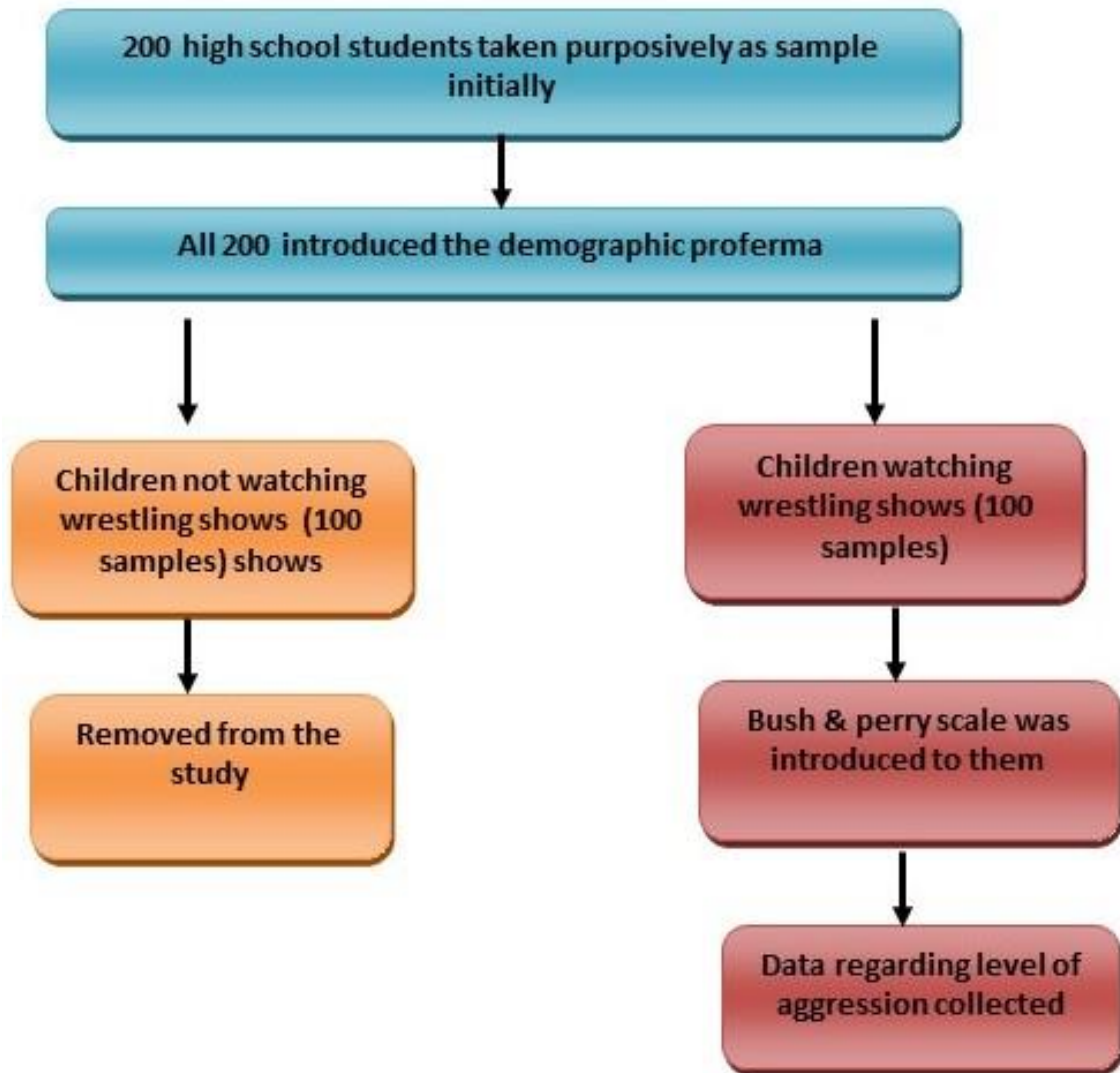 200 high school students taken purposively as sample
initially
All 200 introduced the demographic proferma
Children not watching
wrestling shows (100
samples) shows
Children watching
wrestling shows (100
samples)
Removed from the
study
Bush & perry scale was
introduced to them
Data regarding level of
aggression collected